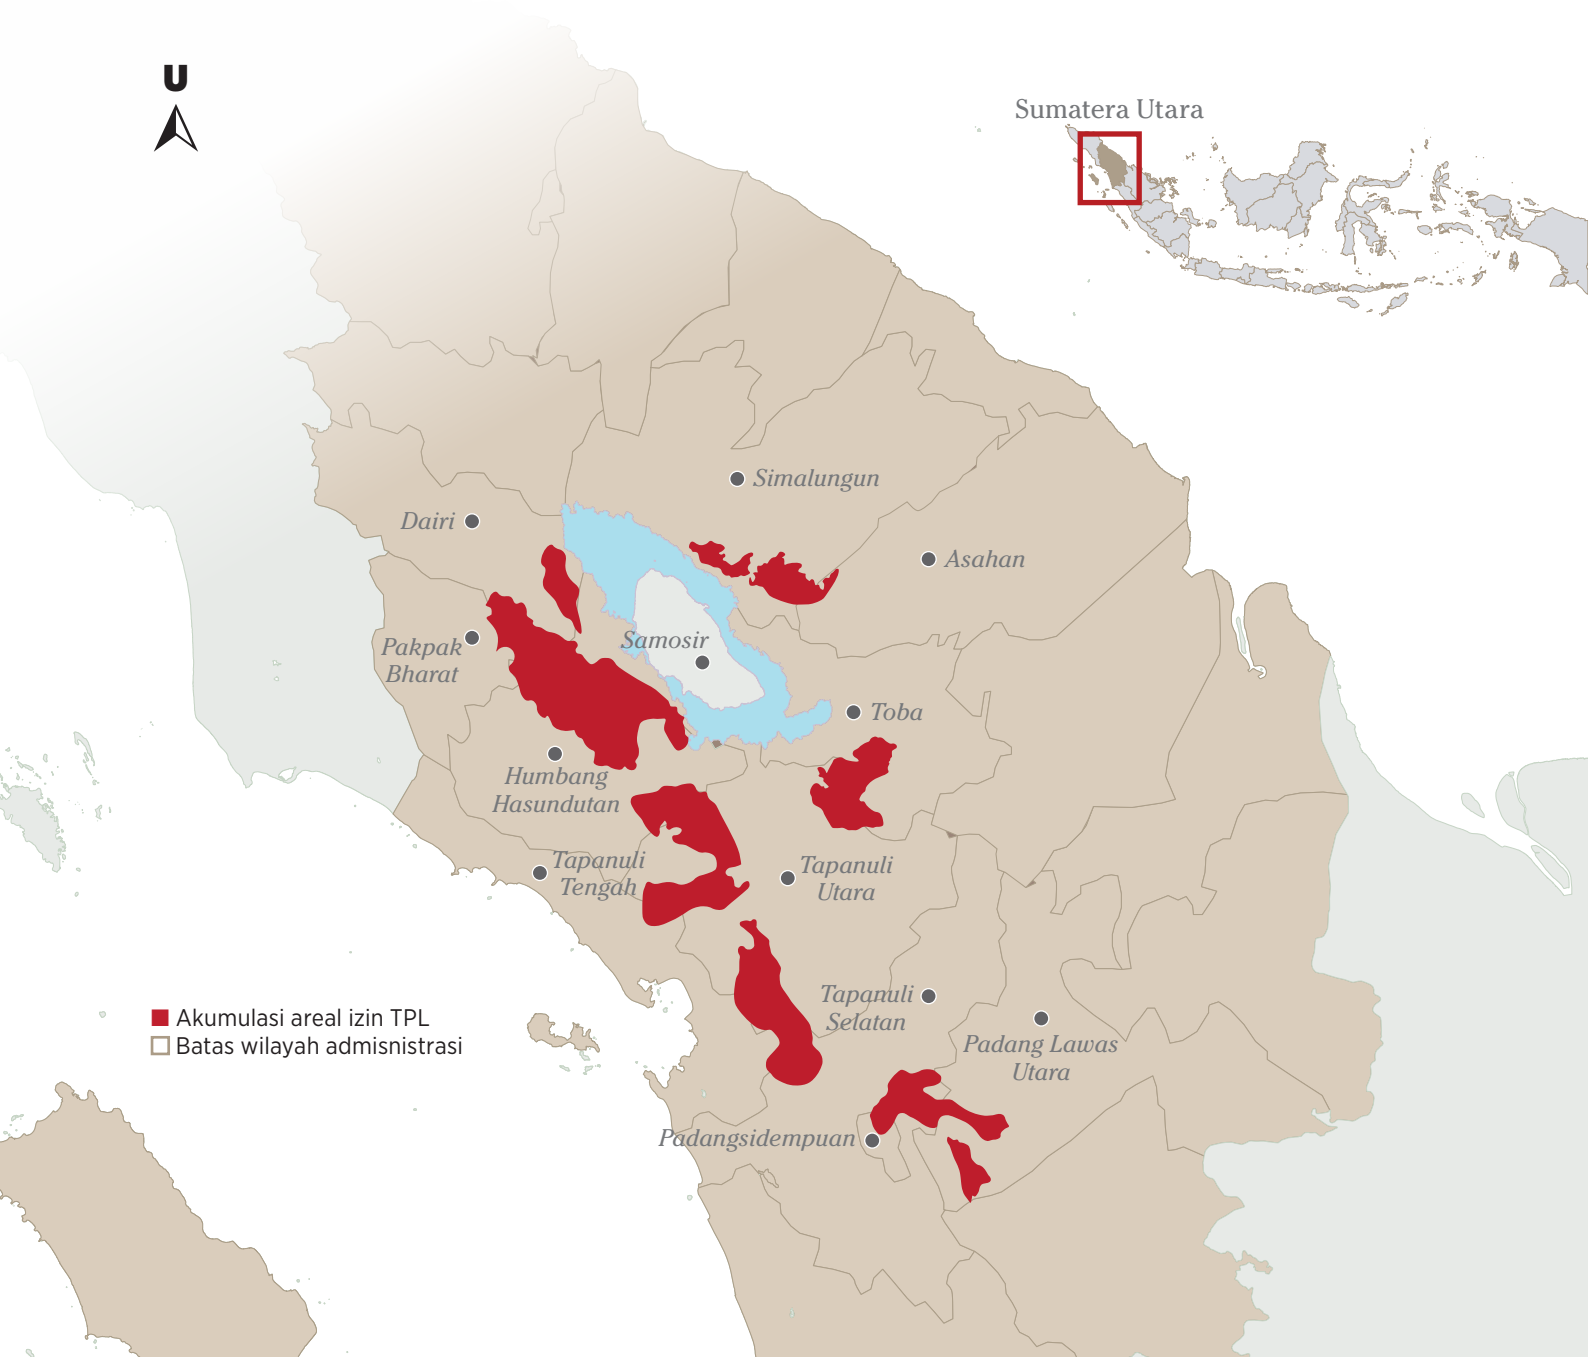 U
Sumatera Utara
Simalungun
Dairi
Asahan
Samosir
Pakpak
Bharat
Toba
Humbang
Hasundutan
Tapanuli
Tengah
Tapanuli
Utara
Tapanuli
Selatan
Padang Lawas
Utara
Padangsidempuan
Akumulasi areal izin TPL
Batas wilayah admisnistrasi